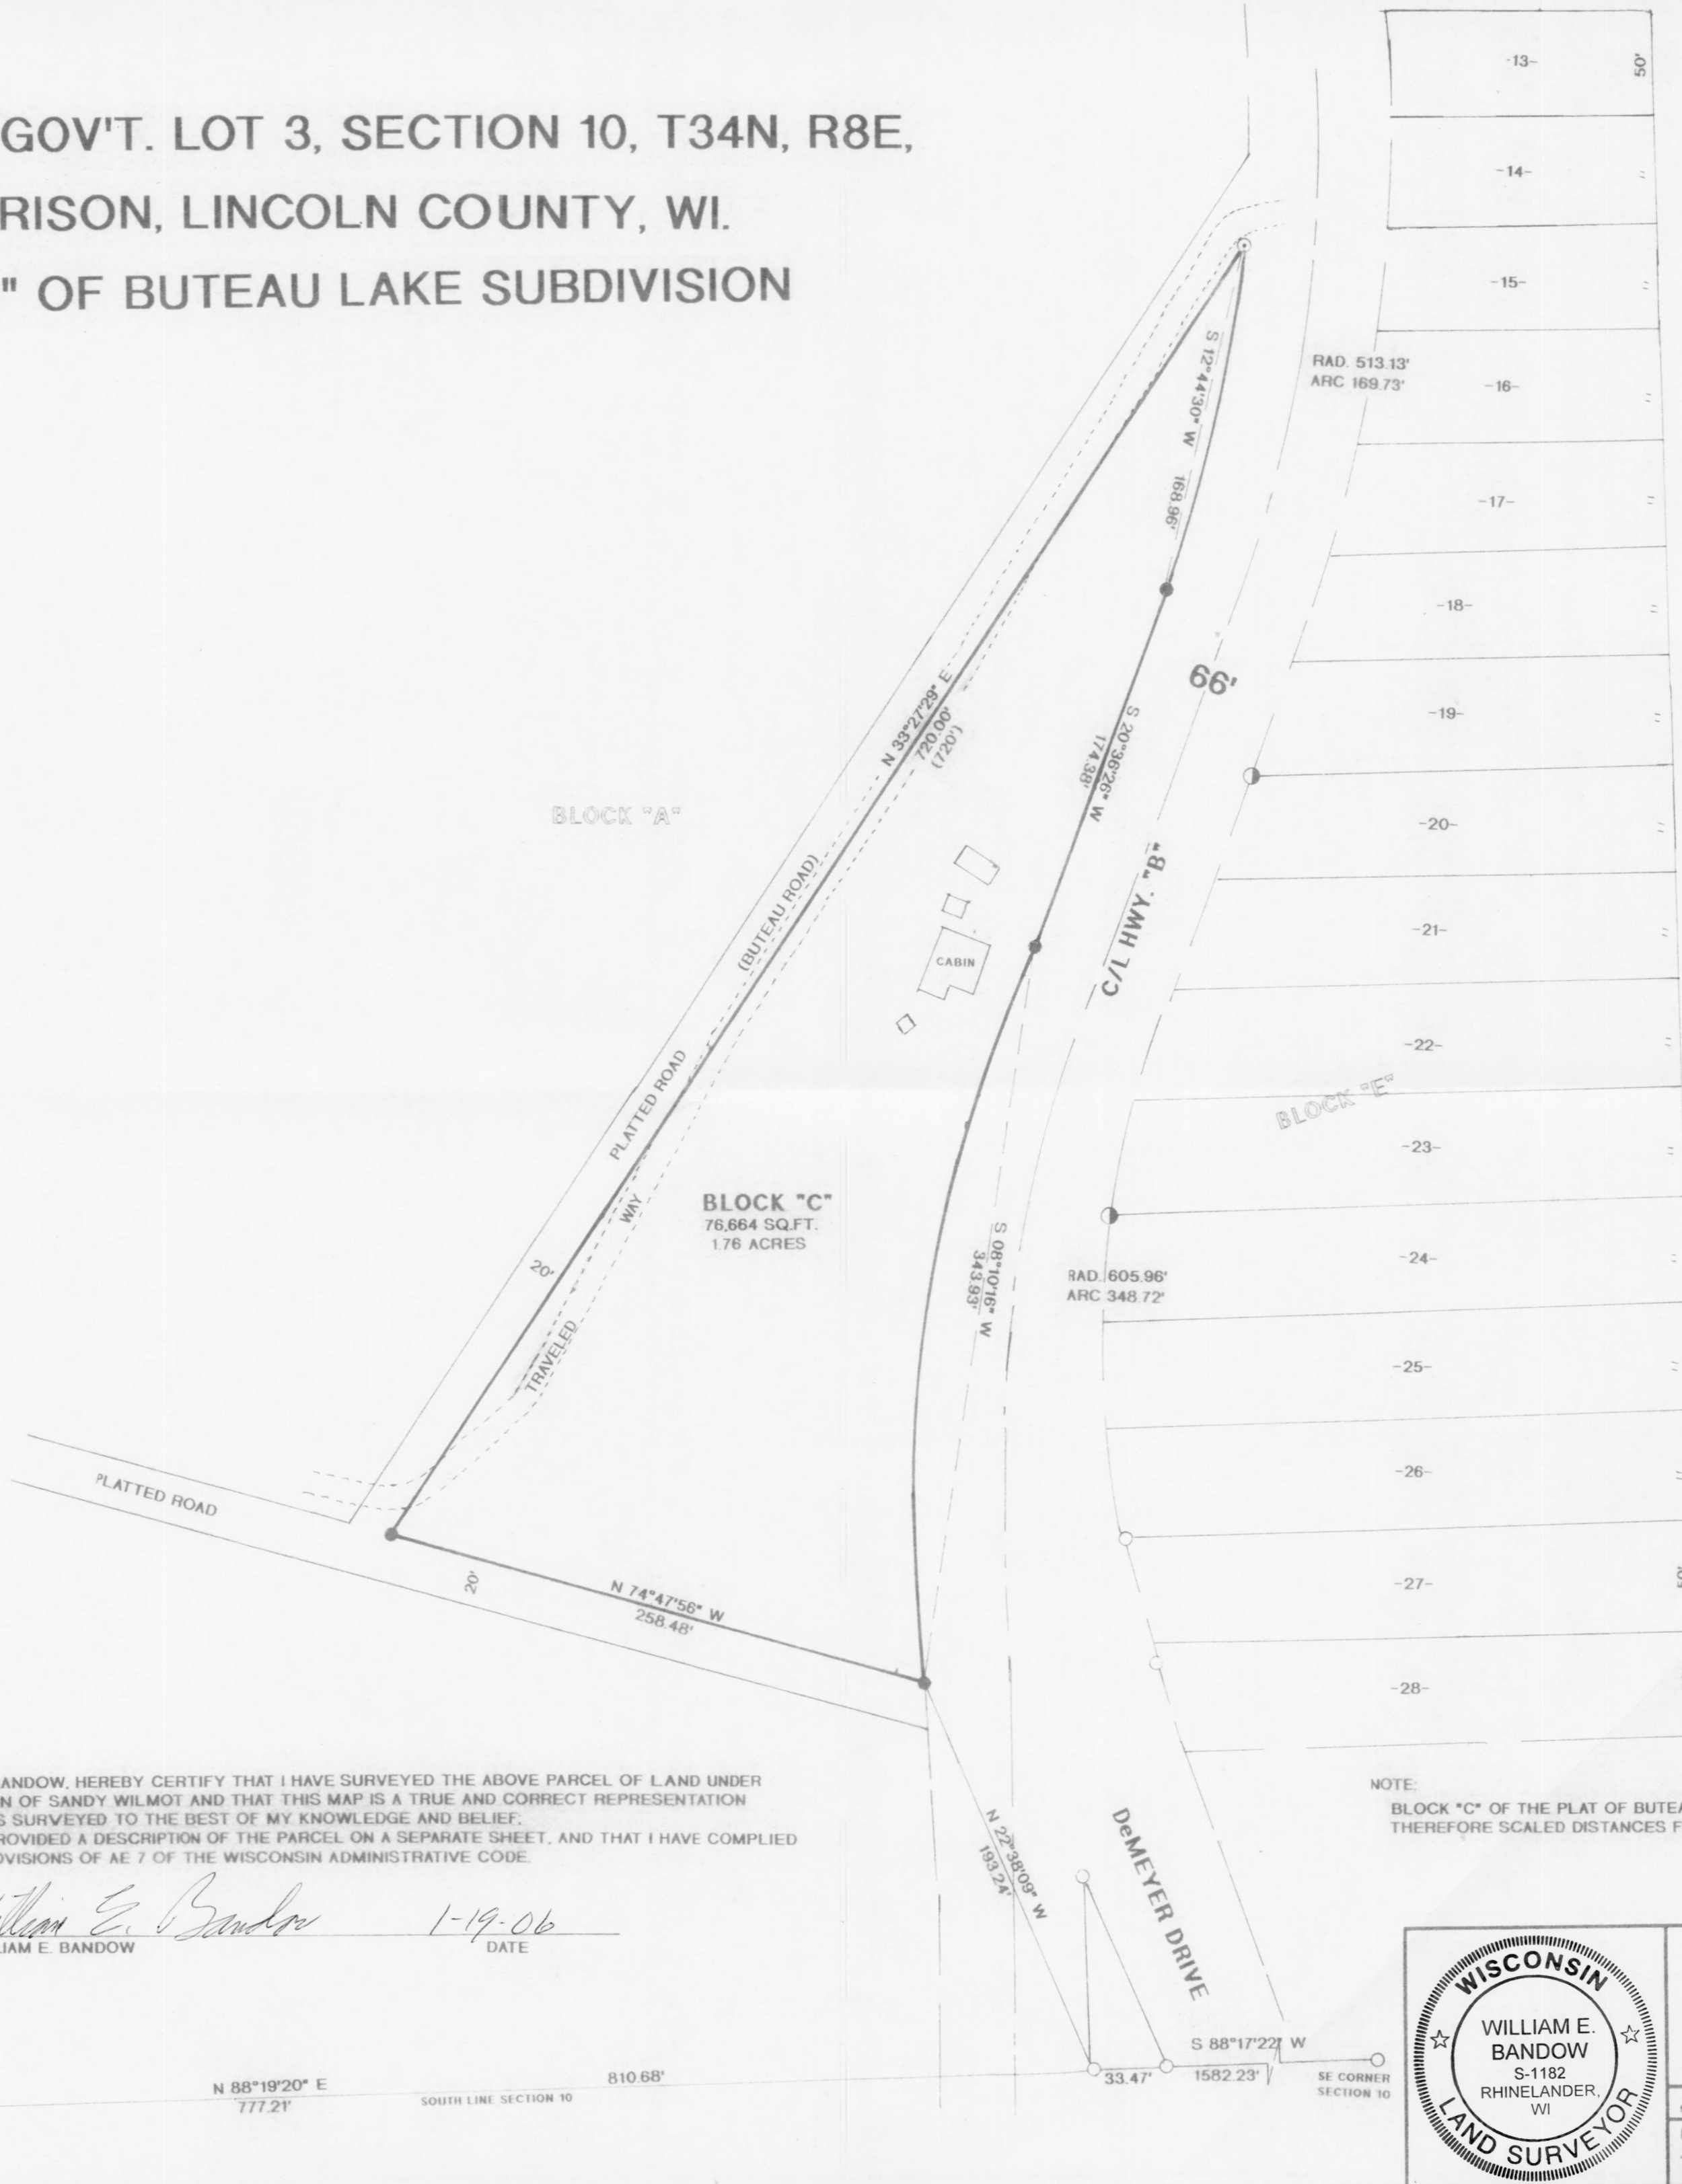 GOV'T. LOT 3, SECTION 10, T34N, R8E,
RISON, LINCOLN COUNTY, WI.
" OF BUTEAU LAKE SUBDIVISION
-13-
50'
-14-
-15-
-16-
-17-
-18-
-19-
-20-
-21-
-22-
BLOCK "E"
-23-
-24-
-25-
-26-
-27-
-28-
RAD. 513.13'
ARC 169.73'
S 12°44'30" W 168.96'
66'
S 20°36'26" W
174.38'
C/L HWY. "B"
N 33°27'29" E
720.00'
(720')
BLOCK "A"
(BUTEAU ROAD)
CABIN
PLATTED ROAD
WAY
TRAVELED
20'
BLOCK "C"
76,664 SQ.FT.
1.76 ACRES
S 08°10'16" W
343.93'
RAD. 605.96'
ARC 348.72'
PLATTED ROAD
20'
N 74°47'56" W
258.48'
ANDOW, HEREBY CERTIFY THAT I HAVE SURVEYED THE ABOVE PARCEL OF LAND UNDER
N OF SANDY WILMOT AND THAT THIS MAP IS A TRUE AND CORRECT REPRESENTATION
S SURVEYED TO THE BEST OF MY KNOWLEDGE AND BELIEF;
ROVIDED A DESCRIPTION OF THE PARCEL ON A SEPARATE SHEET, AND THAT I HAVE COMPLIED
OVISIONS OF AE 7 OF THE WISCONSIN ADMINISTRATIVE CODE.
lliam E. Bandow 1-19-06
LIAM E. BANDOW DATE
N 22°38'09" W
193.24'
DeMEYER DRIVE
NOTE:
BLOCK "C" OF THE PLAT OF BUTEA
THEREFORE SCALED DISTANCES F
N 88°19'20" E
777.21'
SOUTH LINE SECTION 10
810.68'
33.47'
S 88°17'22" W
1582.23'
SE CORNER
SECTION 10
WISCONSIN
WILLIAM E.
BANDOW
S-1182
RHINELANDER,
WI
LAND SURVEYOR